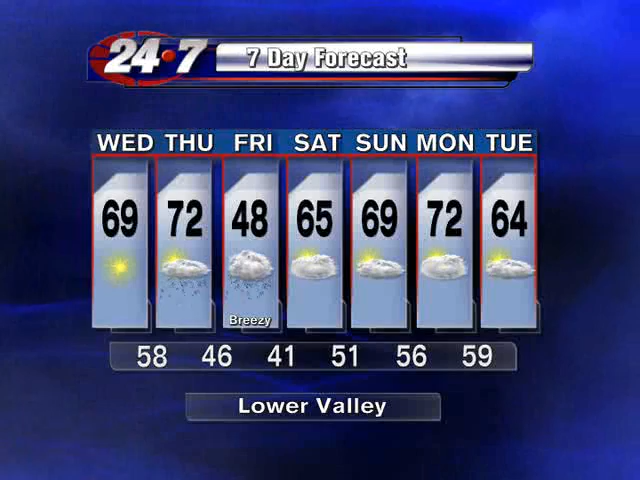 24·7 7 Day Forecast
WED THU FRI SAT SUN MON TUE
69 72 48 65 69 72 64
Breezy
58 46 41 51 56 59
Lower Valley